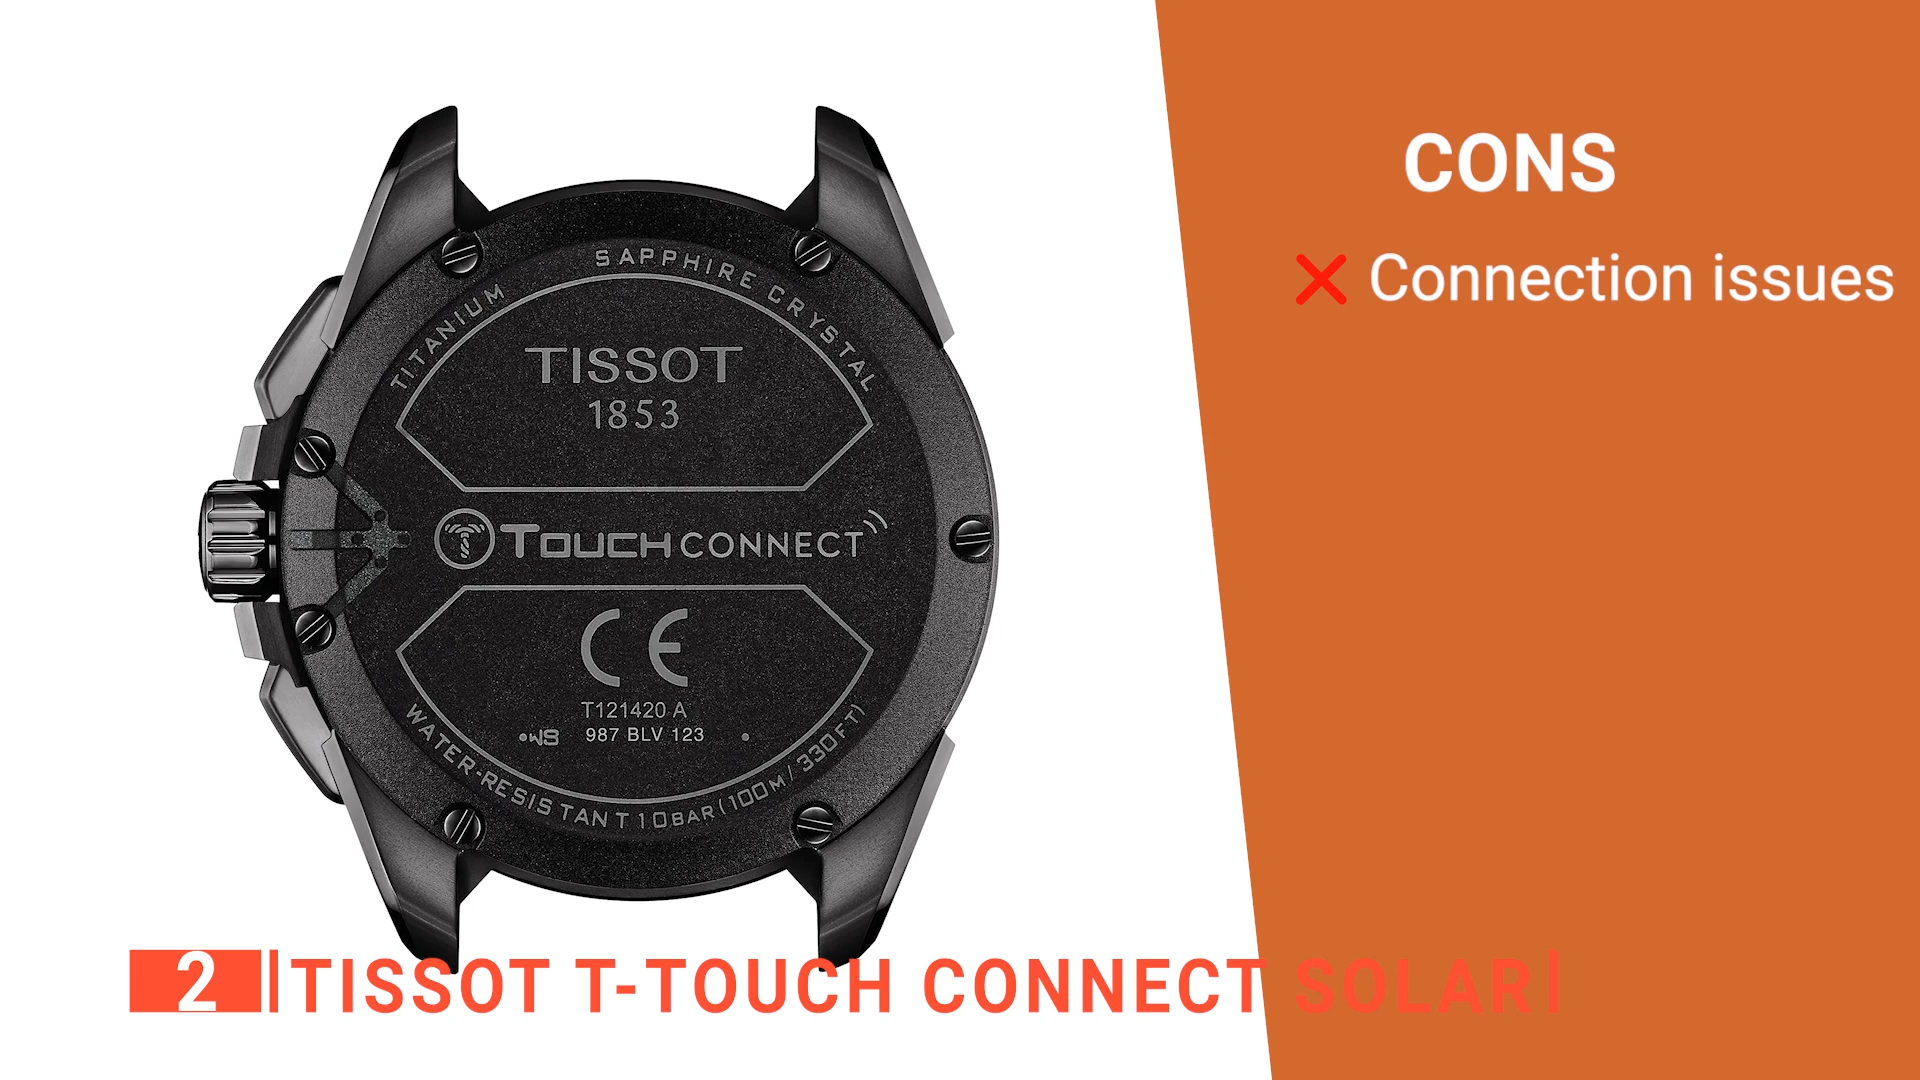 CONS
Connection issues
SAPPHIRE CRYSTAL
TITANIUM
TISSOT
1853
TOUCH CONNECT
CE
T121420 A
987 BLV 123
WATER-RESISTANT 10BAR (100M / 330FT)
2 TISSOT T-TOUCH CONNECT SOLAR